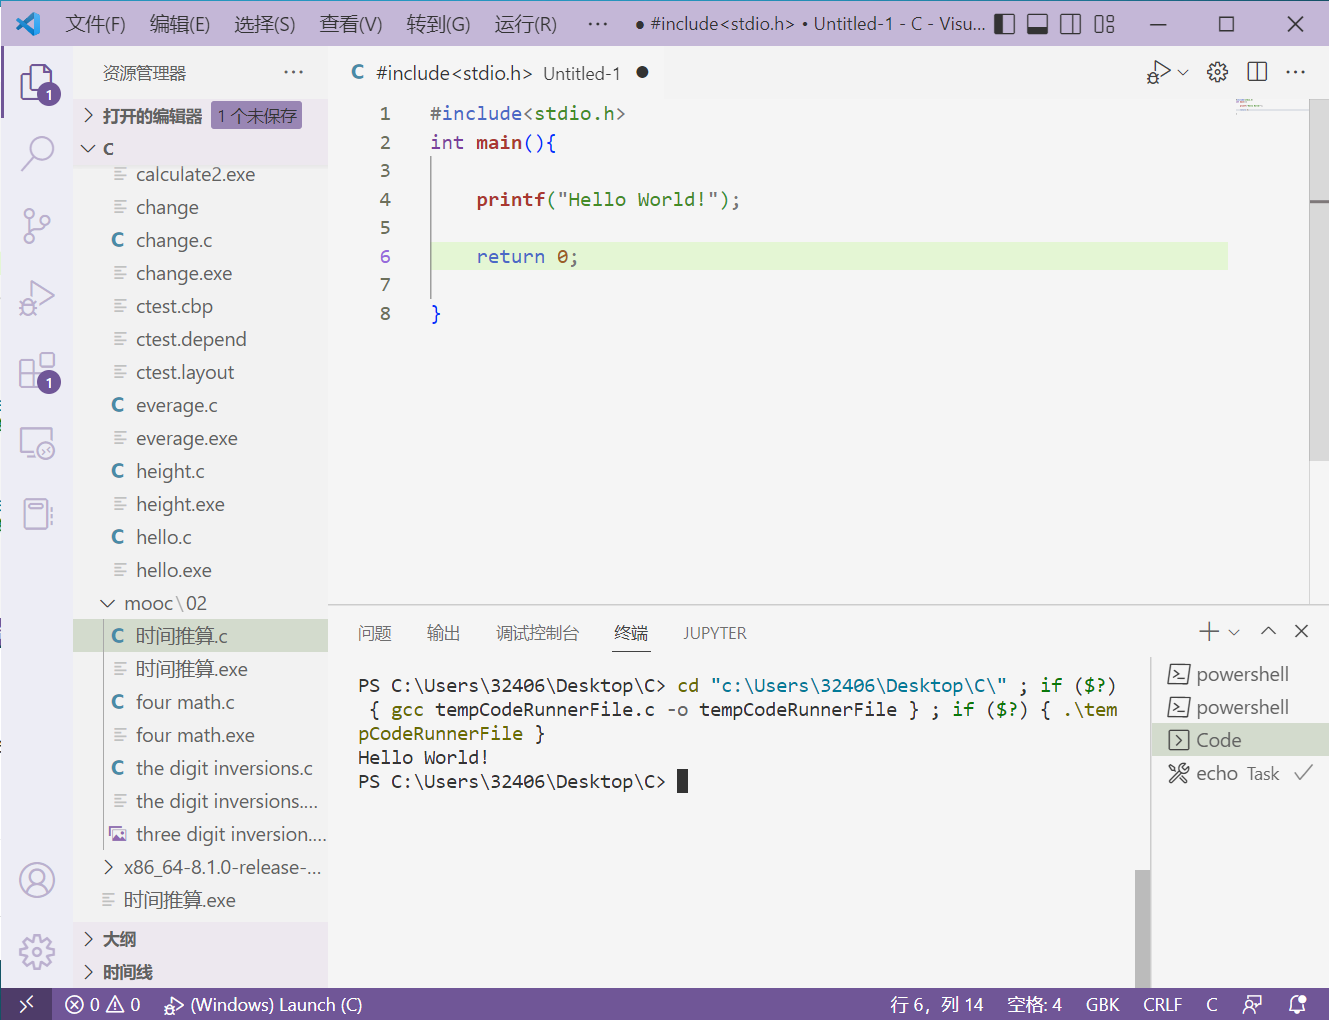 文件(F) 编辑(E) 选择(S) 查看(V) 转到(G) 运行(R) ··· ● #include<stdio.h> • Untitled-1 - C - Visu...
资源管理器 ···
打开的编辑器 1 个未保存
C
calculate2.exe
change
change.c
change.exe
ctest.cbp
ctest.depend
ctest.layout
everage.c
everage.exe
height.c
height.exe
hello.c
hello.exe
mooc\02
时间推算.c
时间推算.exe
four math.c
four math.exe
the digit inversions.c
the digit inversions....
three digit inversion....
x86_64-8.1.0-release-...
时间推算.exe
大纲
时间线
1
1
C #include<stdio.h> Untitled-1 ●
1 #include<stdio.h>
2 int main(){
3
4 printf("Hello World!");
5
6 return 0;
7
8 }
问题 输出 调试控制台 终端 JUPYTER
PS C:\Users\32406\Desktop\C> cd "c:\Users\32406\Desktop\C\" ; if ($?)
{ gcc tempCodeRunnerFile.c -o tempCodeRunnerFile } ; if ($?) { .\tem
pCodeRunnerFile }
Hello World!
PS C:\Users\32406\Desktop\C>
powershell
powershell
Code
echo Task
0 0 (Windows) Launch (C) 行 6，列 14 空格: 4 GBK CRLF C